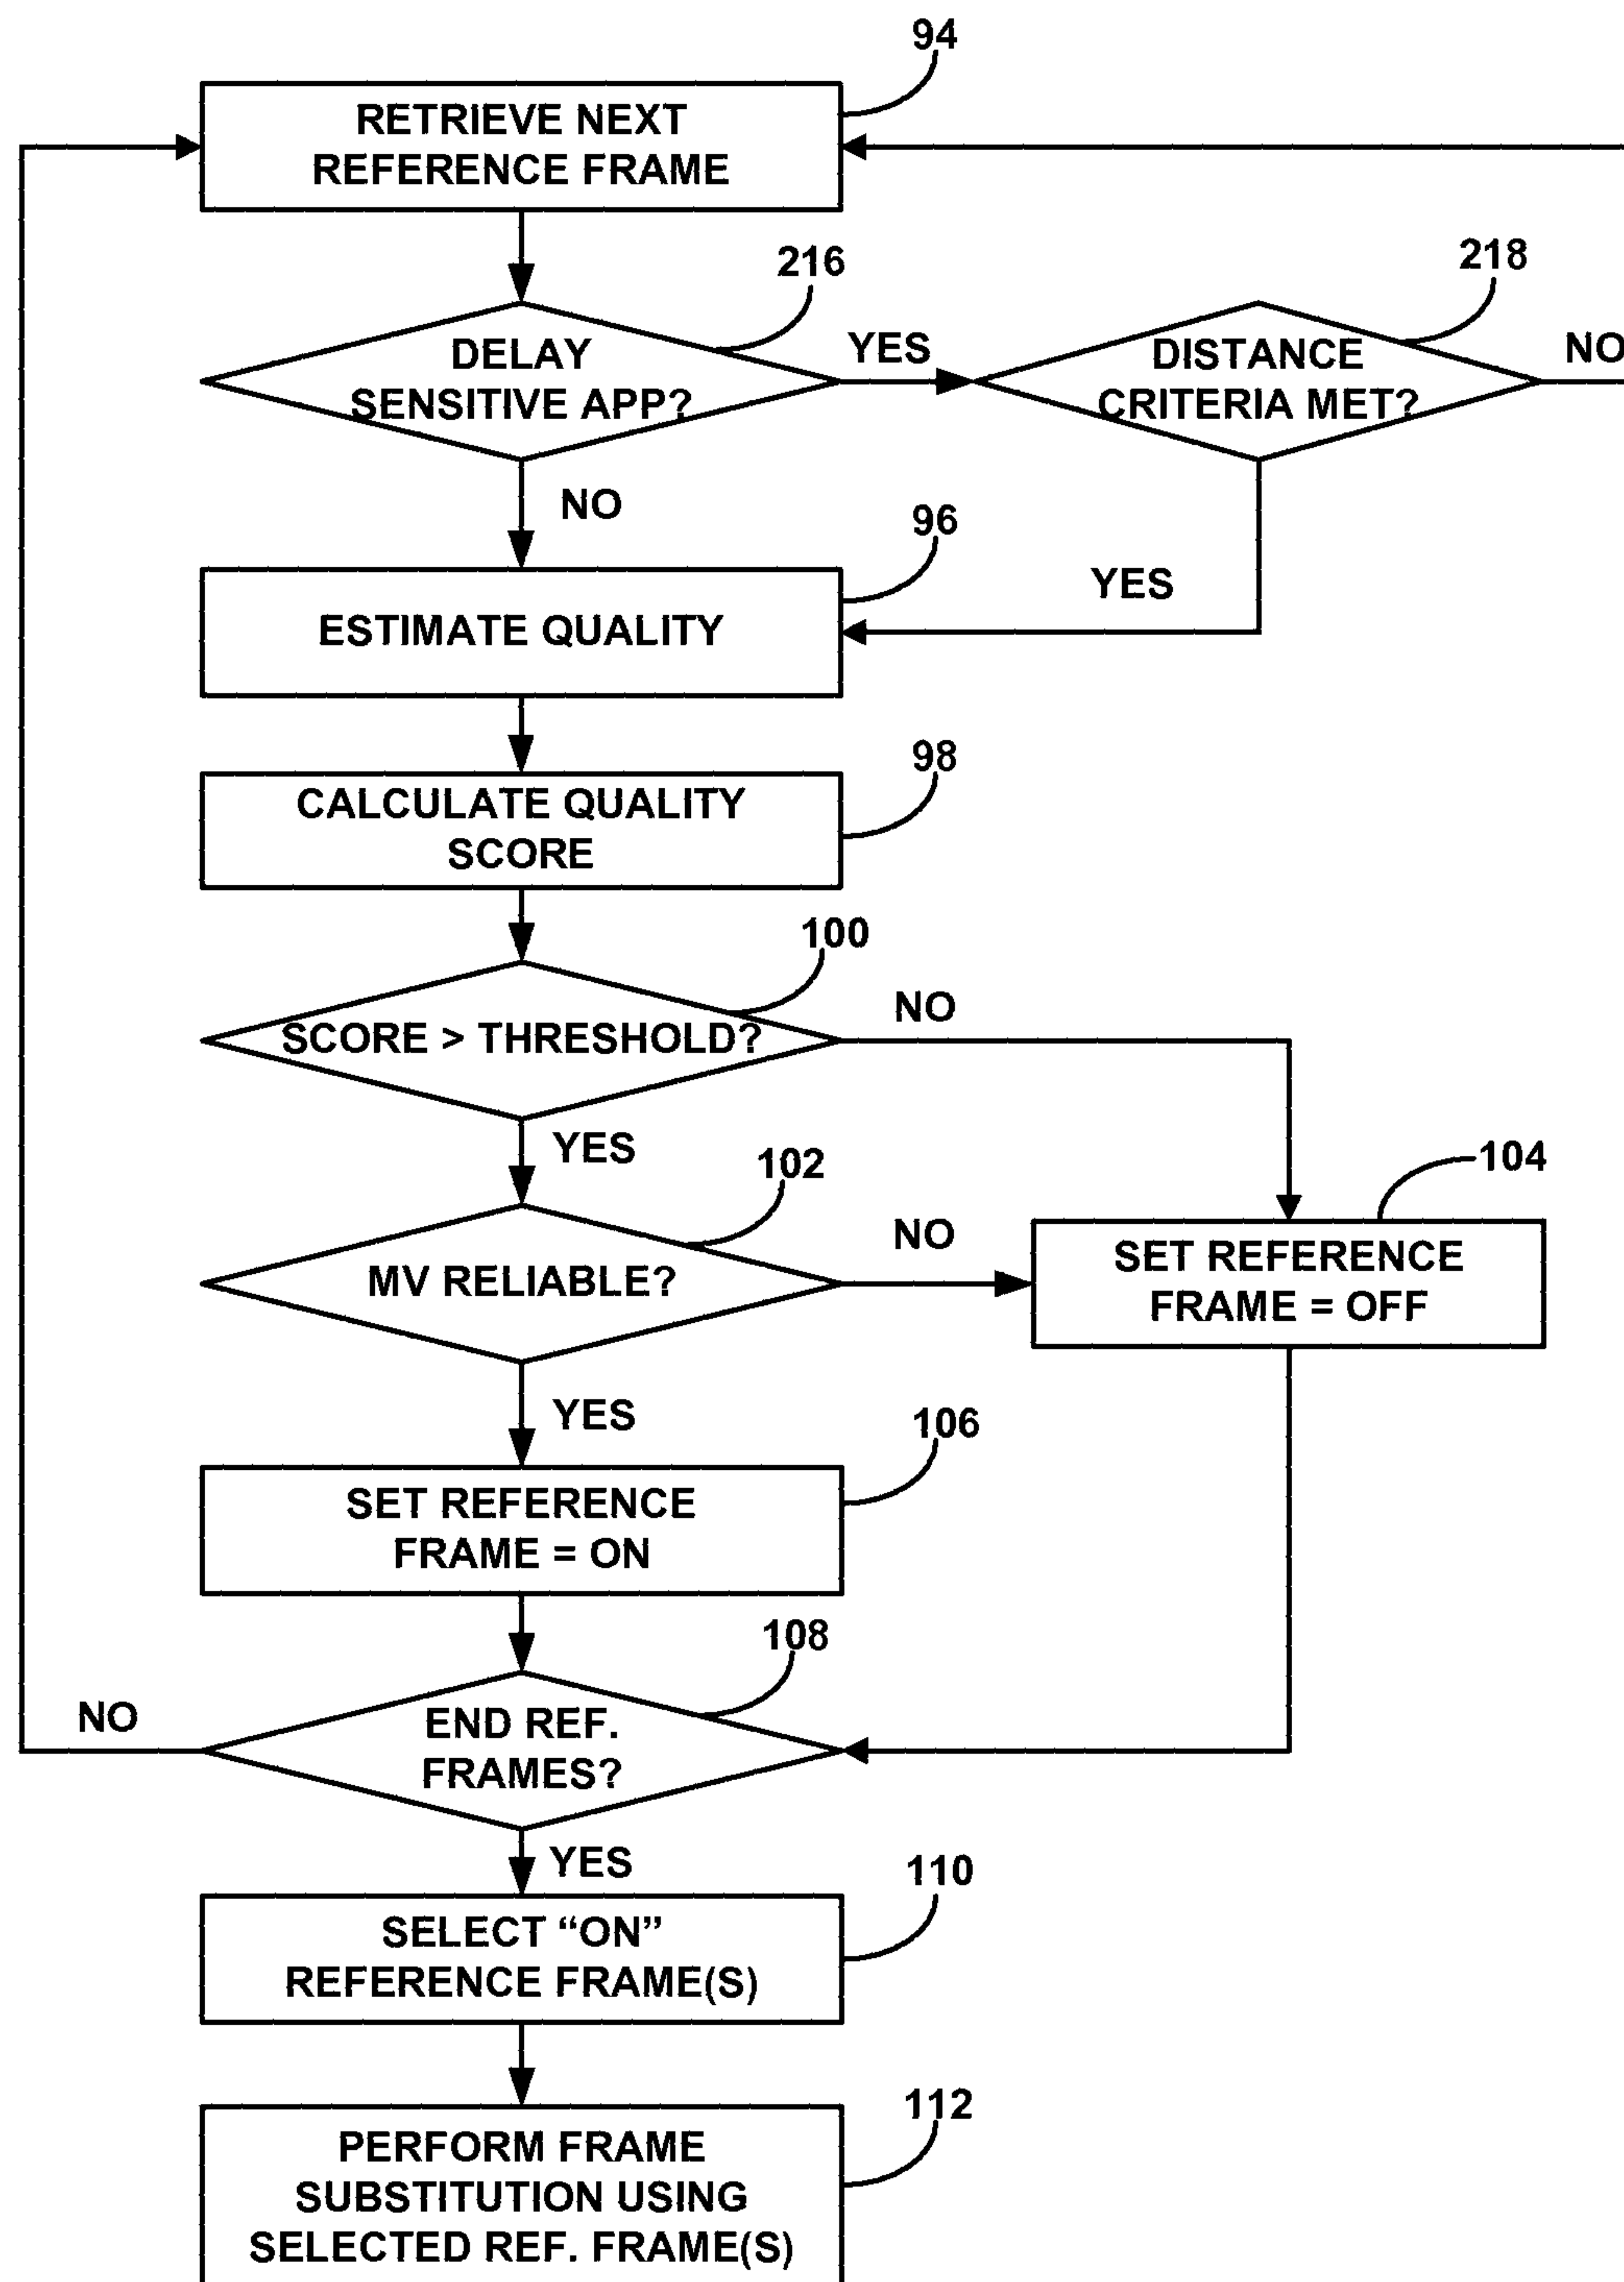 94
RETRIEVE NEXT
REFERENCE FRAME
216
218
DELAY
SENSITIVE APP?
YES
DISTANCE
CRITERIA MET?
NO
NO
96
YES
ESTIMATE QUALITY
98
CALCULATE QUALITY
SCORE
100
NO
SCORE > THRESHOLD?
YES
102
104
NO
MV RELIABLE?
SET REFERENCE
FRAME = OFF
YES
106
SET REFERENCE
FRAME = ON
108
NO
END REF.
FRAMES?
YES
110
SELECT “ON”
REFERENCE FRAME(S)
112
PERFORM FRAME
SUBSTITUTION USING
SELECTED REF. FRAME(S)